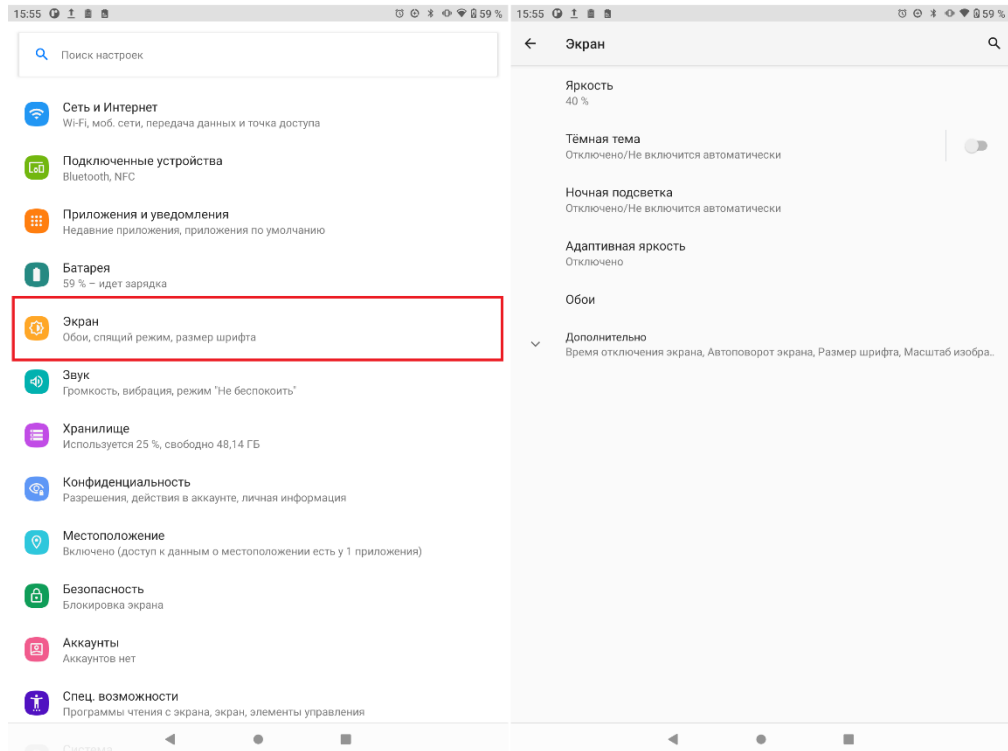 15:55
59 %
Поиск настроек
Сеть и Интернет
Wi-Fi, моб. сети, передача данных и точка доступа
Подключенные устройства
Bluetooth, NFC
Приложения и уведомления
Недавние приложения, приложения по умолчанию
Батарея
59 % – идет зарядка
Экран
Обои, спящий режим, размер шрифта
Звук
Громкость, вибрация, режим "Не беспокоить"
Хранилище
Используется 25 %, свободно 48,14 ГБ
Конфиденциальность
Разрешения, действия в аккаунте, личная информация
Местоположение
Включено (доступ к данным о местоположении есть у 1 приложения)
Безопасность
Блокировка экрана
Аккаунты
Аккаунтов нет
Спец. возможности
Программы чтения с экрана, экран, элементы управления
Система
15:55
59 %
Экран
Яркость
40 %
Тёмная тема
Отключено/Не включится автоматически
Ночная подсветка
Отключено/Не включится автоматически
Адаптивная яркость
Отключено
Обои
Дополнительно
Время отключения экрана, Автоповорот экрана, Размер шрифта, Масштаб изобра..